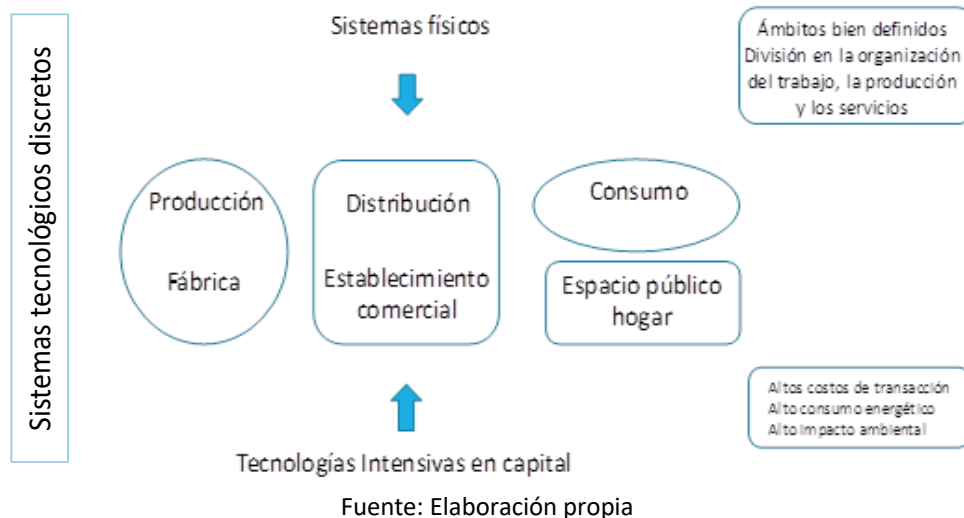 Sistemas tecnológicos discretos
Sistemas físicos
Ámbitos bien definidos
División en la organización
del trabajo, la producción
y los servicios
Producción
Fábrica
Distribución
Establecimiento
comercial
Consumo
Espacio público
hogar
Altos costos de transacción
Alto consumo energético
Alto impacto ambiental
Tecnologías Intensivas en capital
Fuente: Elaboración propia